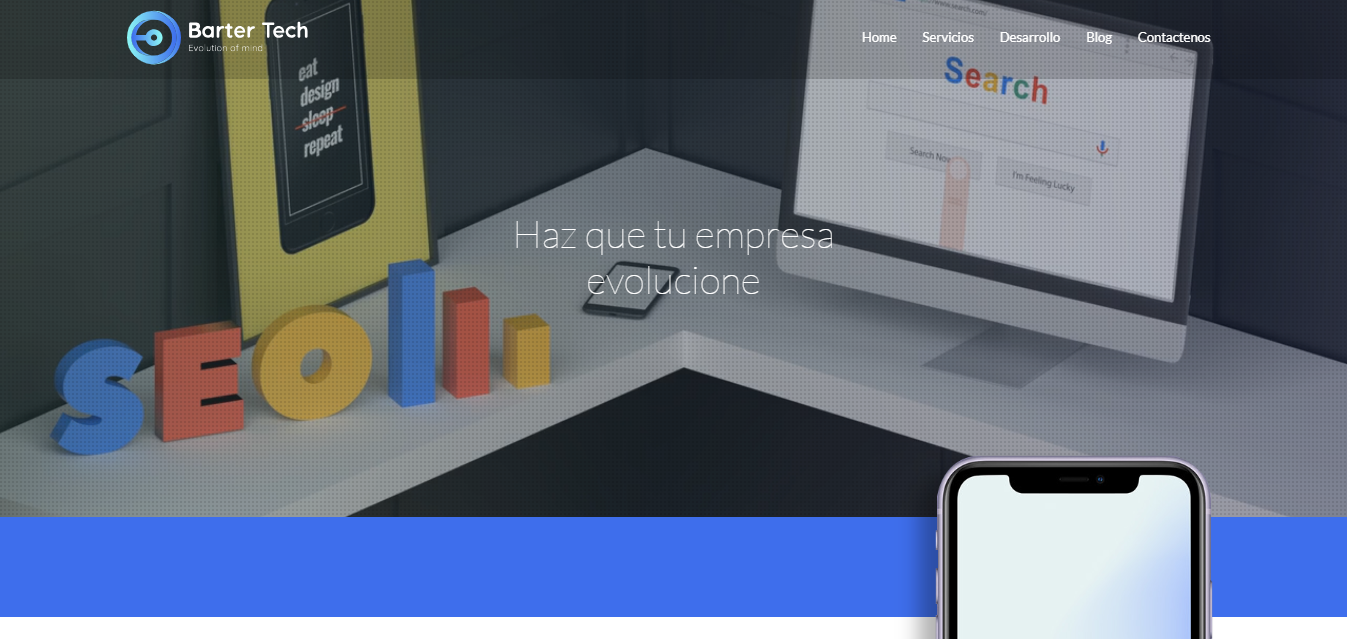 Barter Tech
Evolution of mind
Home
Servicios
Desarrollo
Blog
Contactenos
eat
design
sleep
repeat
Search
Search Now
I'm Feeling Lucky
Haz que tu empresa
evolucione
SEO